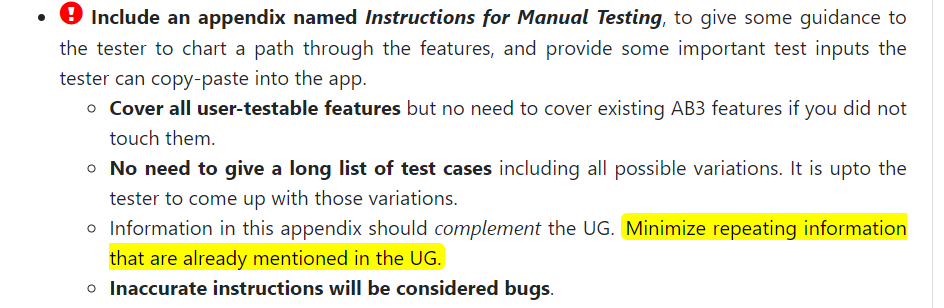 • ! Include an appendix named Instructions for Manual Testing, to give some guidance to
the tester to chart a path through the features, and provide some important test inputs the
tester can copy-paste into the app.
○ Cover all user-testable features but no need to cover existing AB3 features if you did not
touch them.
○ No need to give a long list of test cases including all possible variations. It is upto the
tester to come up with those variations.
○ Information in this appendix should complement the UG. Minimize repeating information
that are already mentioned in the UG.
○ Inaccurate instructions will be considered bugs.